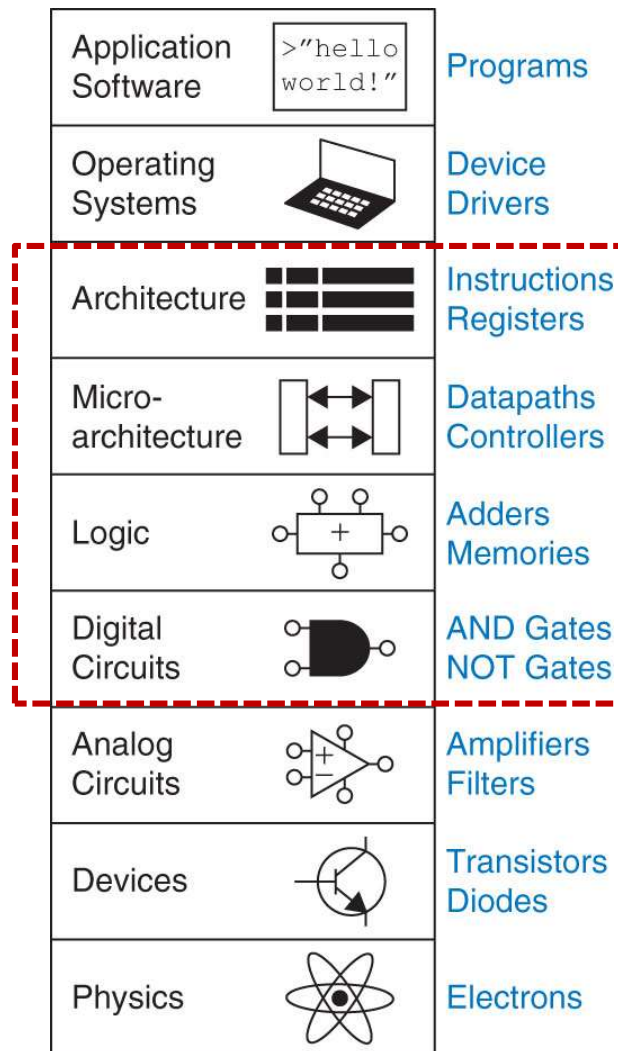 Application
Software
>"hello
world!"
Programs
Operating
Systems
Device
Drivers
Architecture
Instructions
Registers
Micro-
architecture
Datapaths
Controllers
Logic
+
Adders
Memories
Digital
Circuits
AND Gates
NOT Gates
Analog
Circuits
+
−
Amplifiers
Filters
Devices
Transistors
Diodes
Physics
Electrons